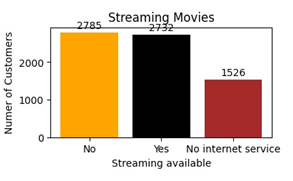 Streaming Movies
2785
2732
1526
Numer of Customers
2000
1000
0
No
Yes
No internet service
Streaming available